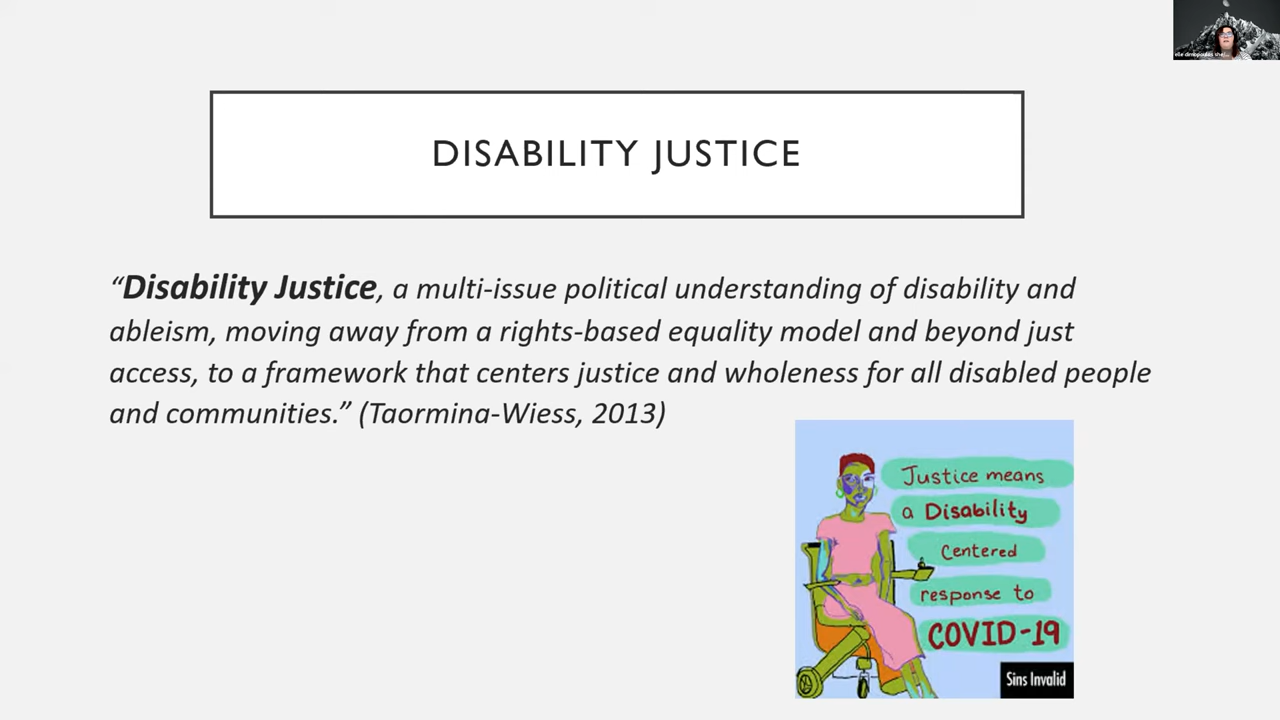 DISABILITY JUSTICE
“Disability Justice, a multi-issue political understanding of disability and
ableism, moving away from a rights-based equality model and beyond just
access, to a framework that centers justice and wholeness for all disabled people
and communities.” (Taormina-Wiess, 2013)
Justice means
a Disability
Centered
response to
COVID-19
Sins Invalid